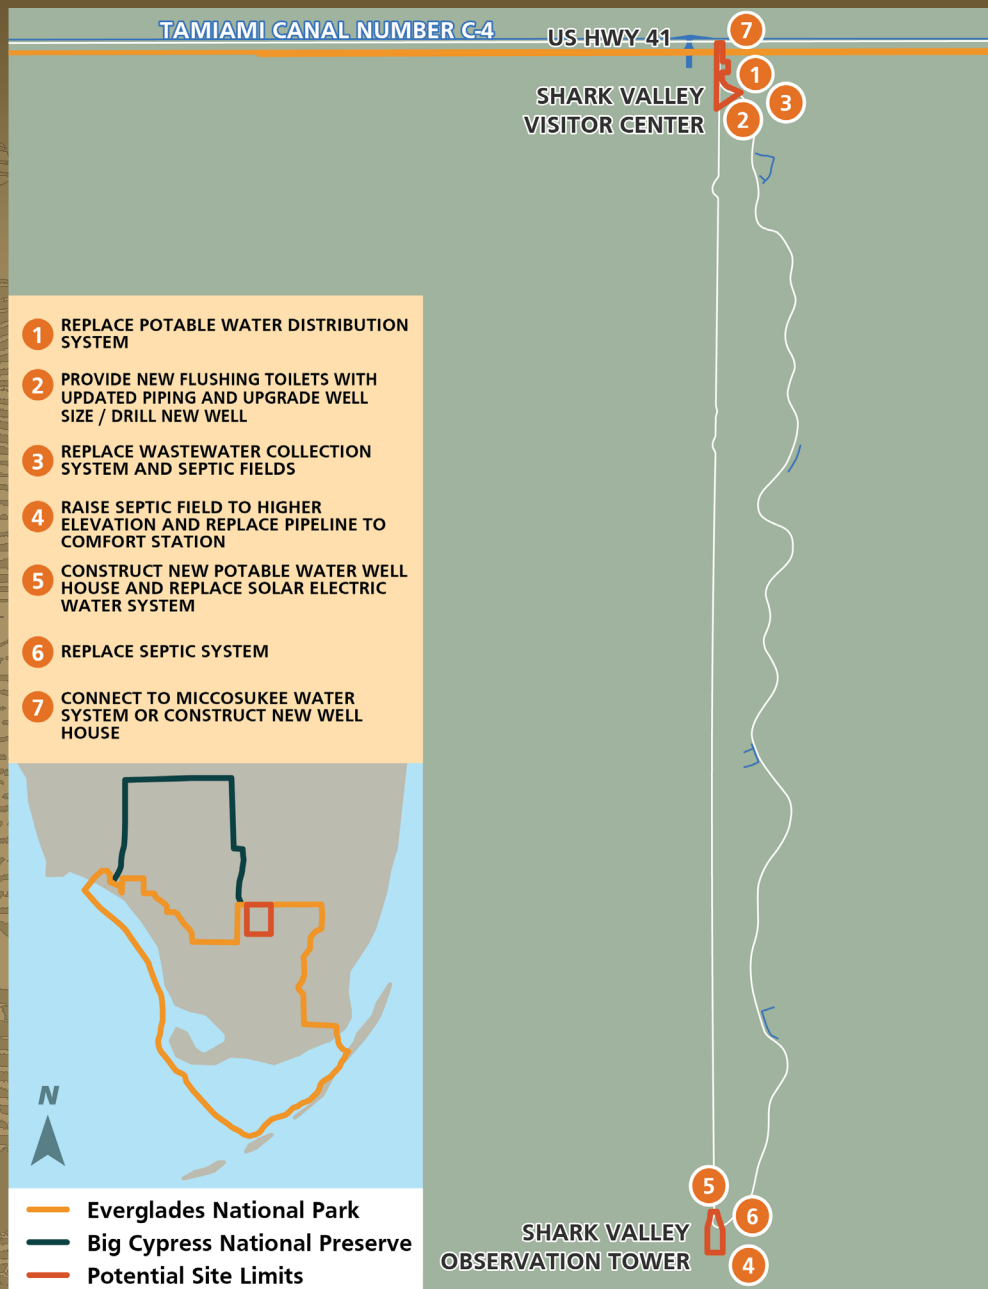 TAMIAMI CANAL NUMBER C-4
US HWY 41
7
1
SHARK VALLEY
VISITOR CENTER
3
2
1 REPLACE POTABLE WATER DISTRIBUTION
SYSTEM
2 PROVIDE NEW FLUSHING TOILETS WITH
UPDATED PIPING AND UPGRADE WELL
SIZE / DRILL NEW WELL
3 REPLACE WASTEWATER COLLECTION
SYSTEM AND SEPTIC FIELDS
4 RAISE SEPTIC FIELD TO HIGHER
ELEVATION AND REPLACE PIPELINE TO
COMFORT STATION
5 CONSTRUCT NEW POTABLE WATER WELL
HOUSE AND REPLACE SOLAR ELECTRIC
WATER SYSTEM
6 REPLACE SEPTIC SYSTEM
7 CONNECT TO MICCOSUKEE WATER
SYSTEM OR CONSTRUCT NEW WELL
HOUSE
N
Everglades National Park
Big Cypress National Preserve
Potential Site Limits
5
6
SHARK VALLEY
OBSERVATION TOWER
4